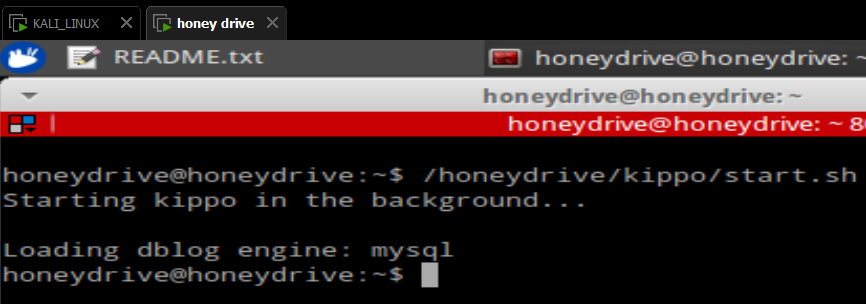 KALI_LINUX honey drive
README.txt honeydrive@honeydrive: ~
honeydrive@honeydrive: ~
honeydrive@honeydrive: ~ 80
honeydrive@honeydrive:~$ /honeydrive/kippo/start.sh
Starting kippo in the background...
Loading dblog engine: mysql
honeydrive@honeydrive:~$